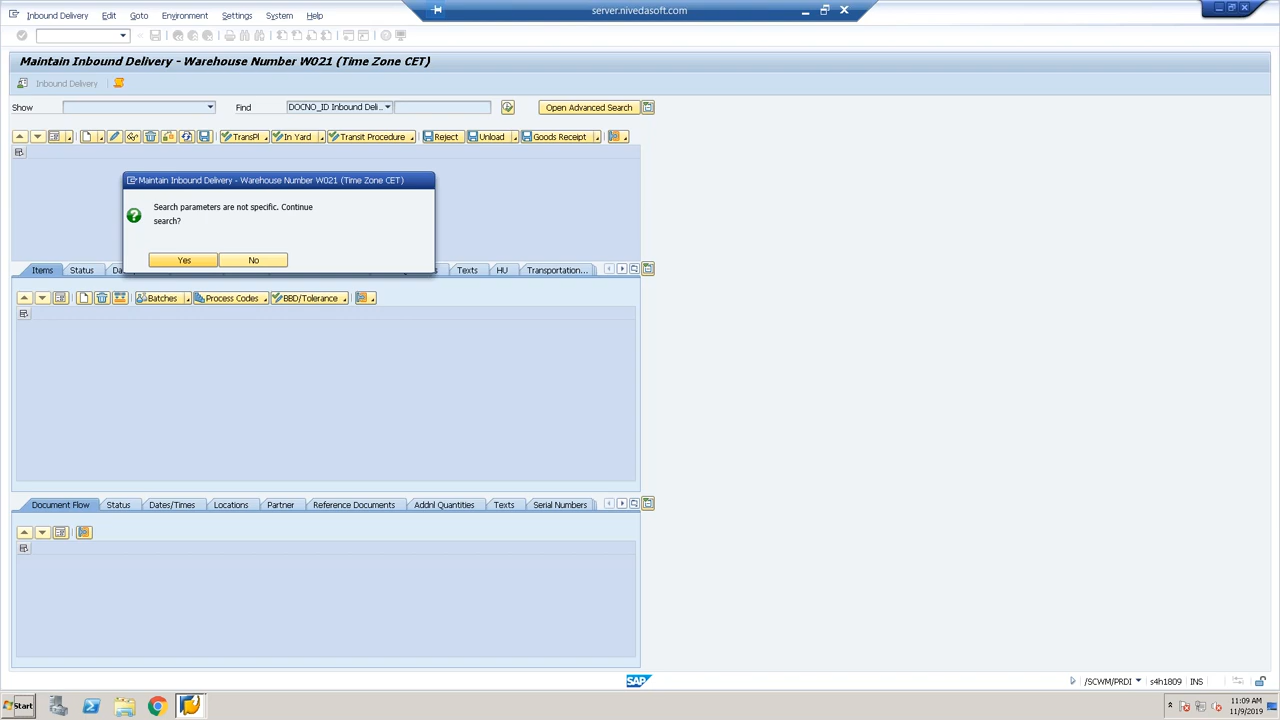 Inbound Delivery Edit Goto Environment Settings System Help
server.nivedasoft.com
Maintain Inbound Delivery - Warehouse Number W021 (Time Zone CET)
Inbound Delivery
Show Find DOCNO_ID Inbound Deli... Open Advanced Search
TransPl In Yard Transit Procedure Reject Unload Goods Receipt
Maintain Inbound Delivery - Warehouse Number W021 (Time Zone CET)
Search parameters are not specific. Continue
search?
Yes No
Items Status Da Texts HU Transportation...
Batches Process Codes BBD/Tolerance
Document Flow Status Dates/Times Locations Partner Reference Documents Addnl Quantities Texts Serial Numbers
SAP /SCWM/PRDI s4h1809 INS
Start 11:09 AM
11/9/2019